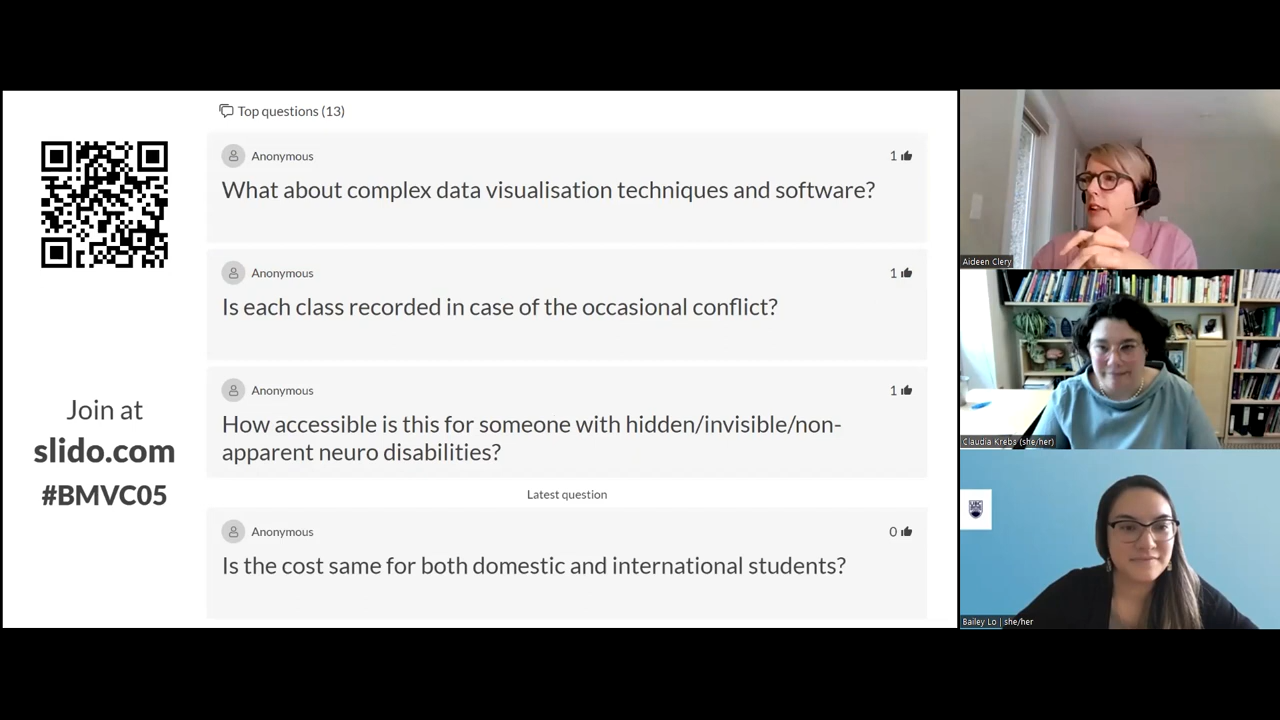 Top questions (13)
Anonymous
1
What about complex data visualisation techniques and software?
Anonymous
1
Is each class recorded in case of the occasional conflict?
Anonymous
1
How accessible is this for someone with hidden/invisible/non-
apparent neuro disabilities?
Latest question
Anonymous
0
Is the cost same for both domestic and international students?
Join at
slido.com
#BMVC05
Aideen Clery
Claudia Krebs (she/her)
UBC
Bailey Lo | she/her